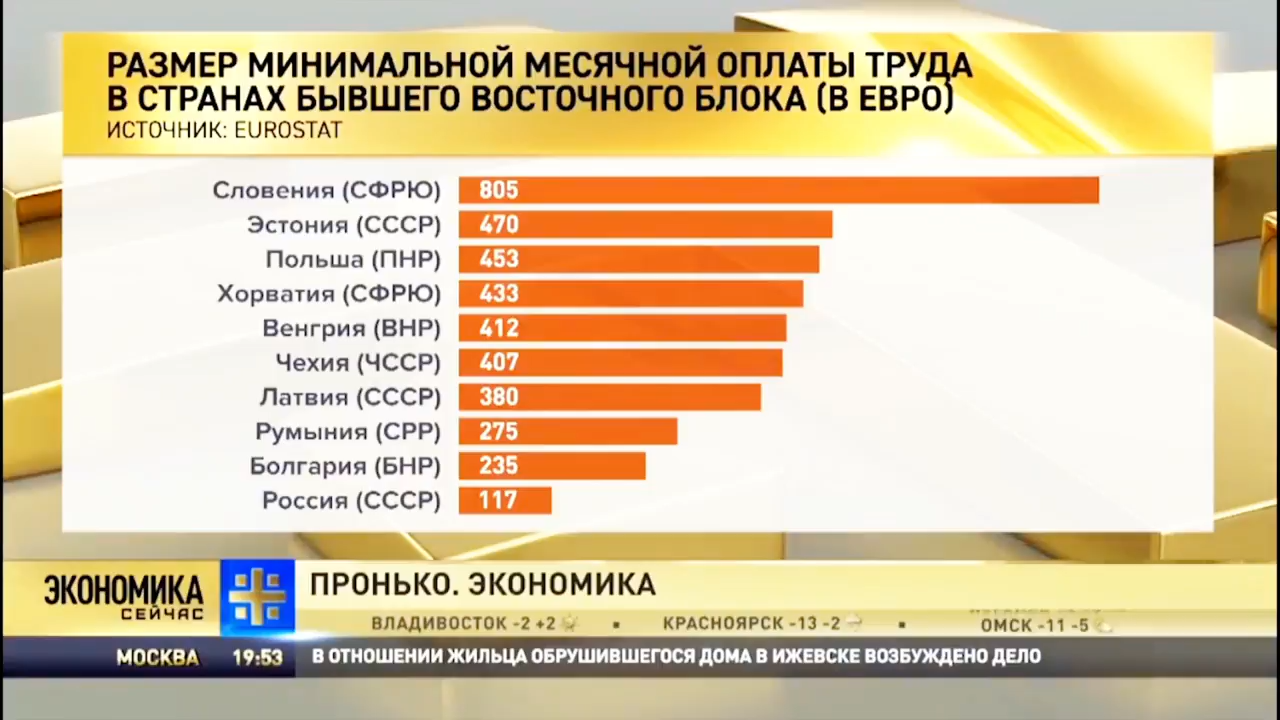 РАЗМЕР МИНИМАЛЬНОЙ МЕСЯЧНОЙ ОПЛАТЫ ТРУДА
В СТРАНАХ БЫВШЕГО ВОСТОЧНОГО БЛОКА (В ЕВРО)
ИСТОЧНИК: EUROSTAT
Словения (СФРЮ) 805
Эстония (СССР) 470
Польша (ПНР) 453
Хорватия (СФРЮ) 433
Венгрия (ВНР) 412
Чехия (ЧССР) 407
Латвия (СССР) 380
Румыния (СРР) 275
Болгария (БНР) 235
Россия (СССР) 117
ЭКОНОМИКА
СЕЙЧАС
ПРОНЬКО. ЭКОНОМИКА
ВЛАДИВОСТОК -2 +2 ▪ КРАСНОЯРСК -13 -2 ▪ ОМСК -11 -5
МОСКВА 19:53 В ОТНОШЕНИИ ЖИЛЬЦА ОБРУШИВШЕГОСЯ ДОМА В ИЖЕВСКЕ ВОЗБУЖДЕНО ДЕЛО